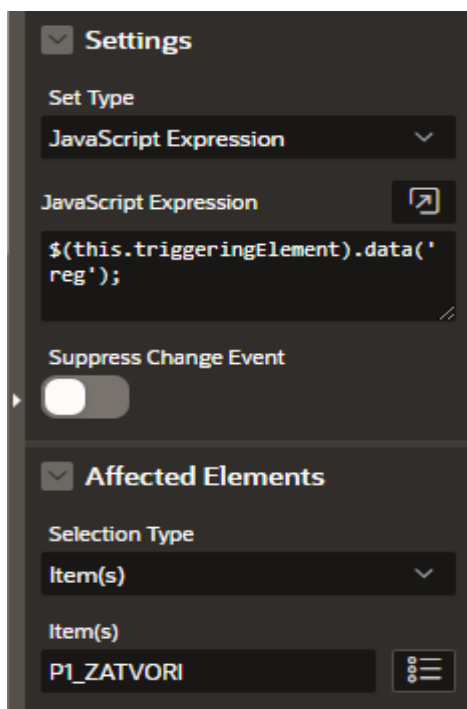 Settings
Set Type
JavaScript Expression
JavaScript Expression
$(this.triggeringElement).data('
reg');
Suppress Change Event
Affected Elements
Selection Type
Item(s)
Item(s)
P1_ZATVORI